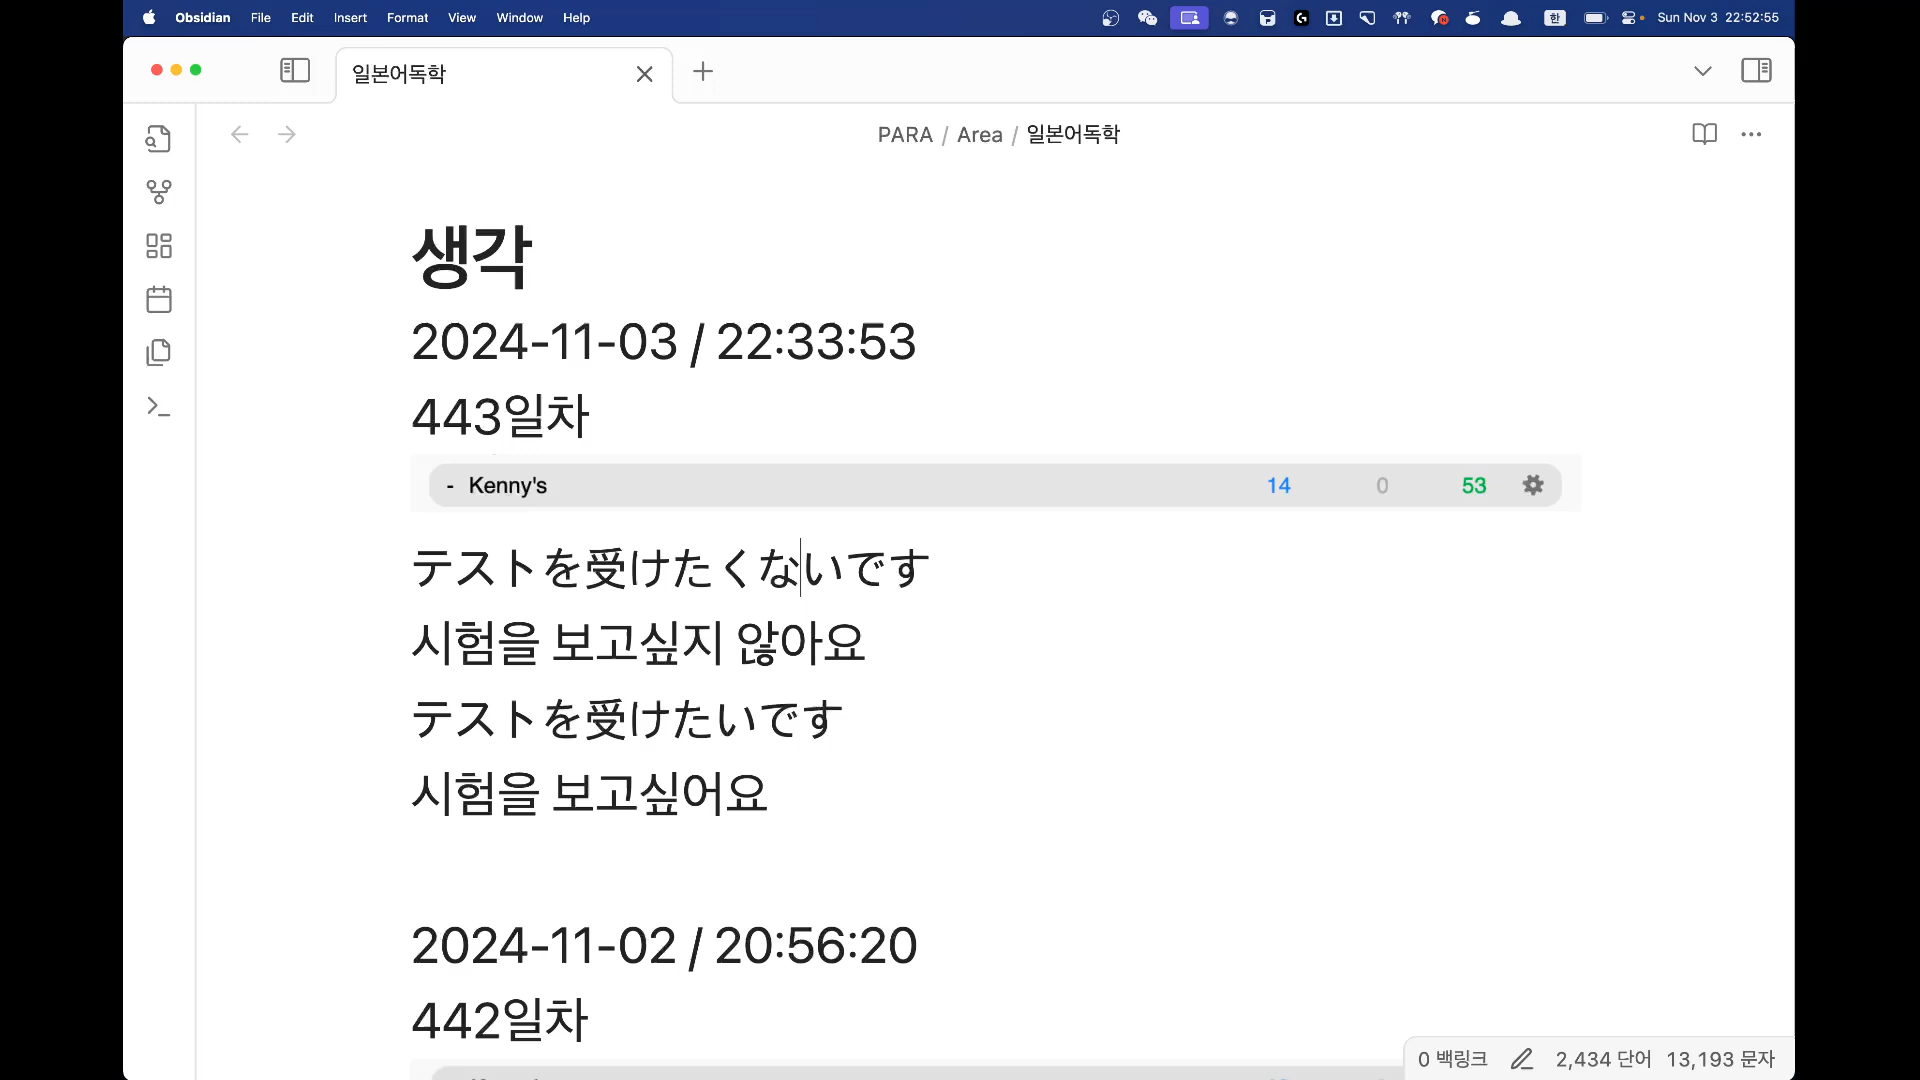 Obsidian File Edit Insert Format View Window Help
Sun Nov 3 22:52:55
일본어독학
PARA / Area / 일본어독학
생각
2024-11-03 / 22:33:53
443일차
- Kenny's 14 0 53
テストを受けたくないです
시험을 보고싶지 않아요
テストを受けたいです
시험을 보고싶어요
2024-11-02 / 20:56:20
442일차
0 백링크 2,434 단어 13,193 문자